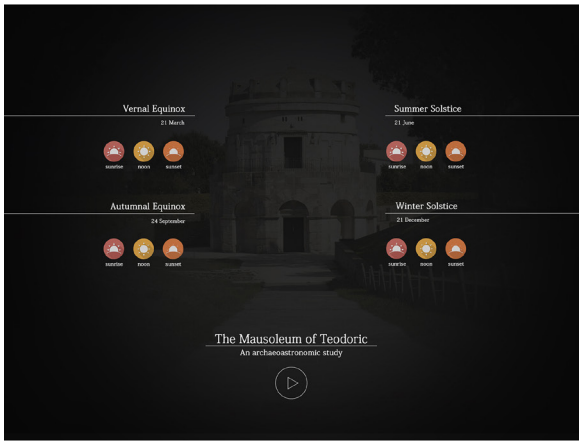 Vernal Equinox
21 March
sunrise noon sunset
Summer Solstice
21 June
sunrise noon sunset
Autumnal Equinox
24 September
sunrise noon sunset
Winter Solstice
21 December
sunrise noon sunset
The Mausoleum of Teodoric
An archaeoastronomic study